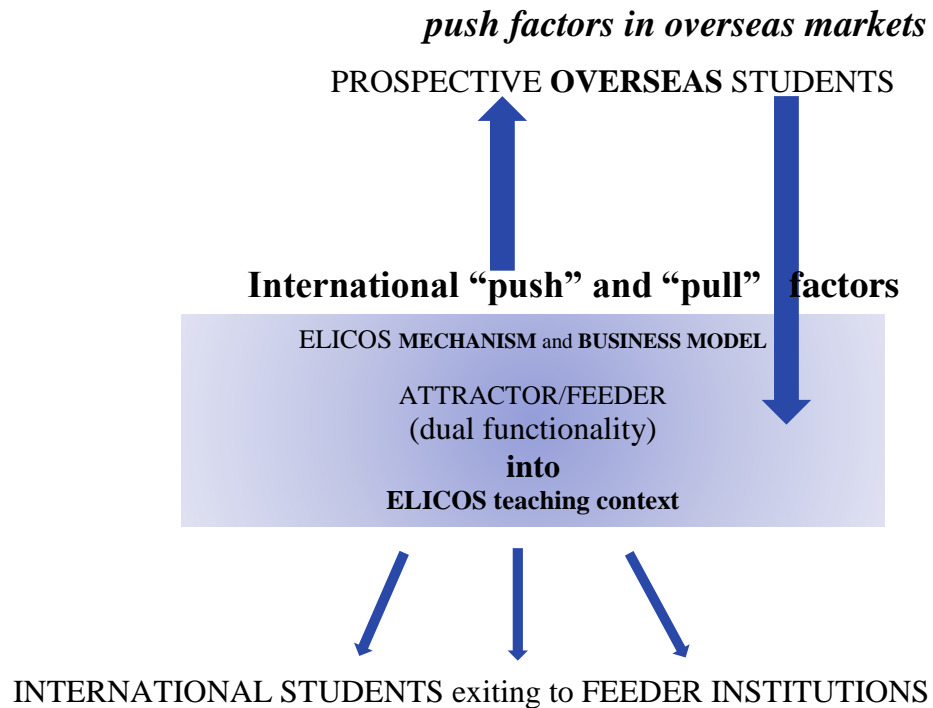 push factors in overseas markets
PROSPECTIVE OVERSEAS STUDENTS
International “push” and “pull” factors
ELICOS MECHANISM and BUSINESS MODEL
ATTRACTOR/FEEDER
(dual functionality)
into
ELICOS teaching context
INTERNATIONAL STUDENTS exiting to FEEDER INSTITUTIONS